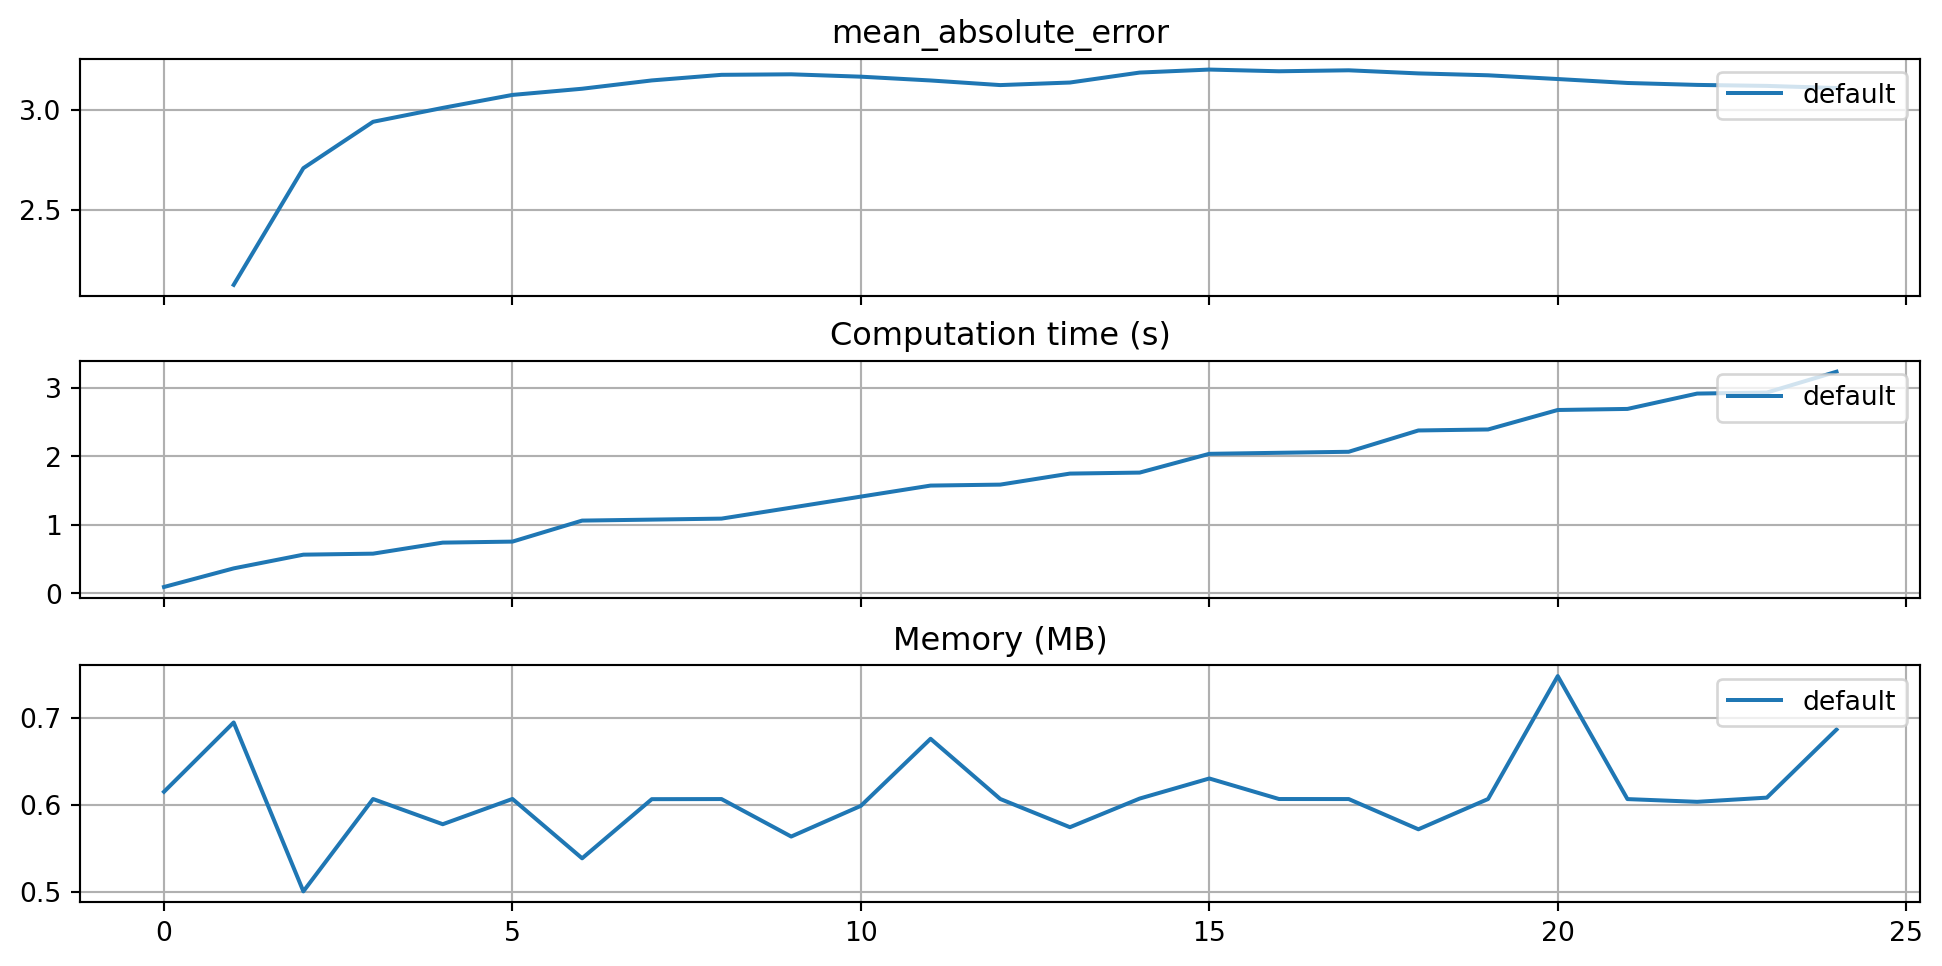 mean_absolute_error
3.0
2.5
default
Computation time (s)
3
2
1
0
default
Memory (MB)
0.7
0.6
0.5
default
0 5 10 15 20 25